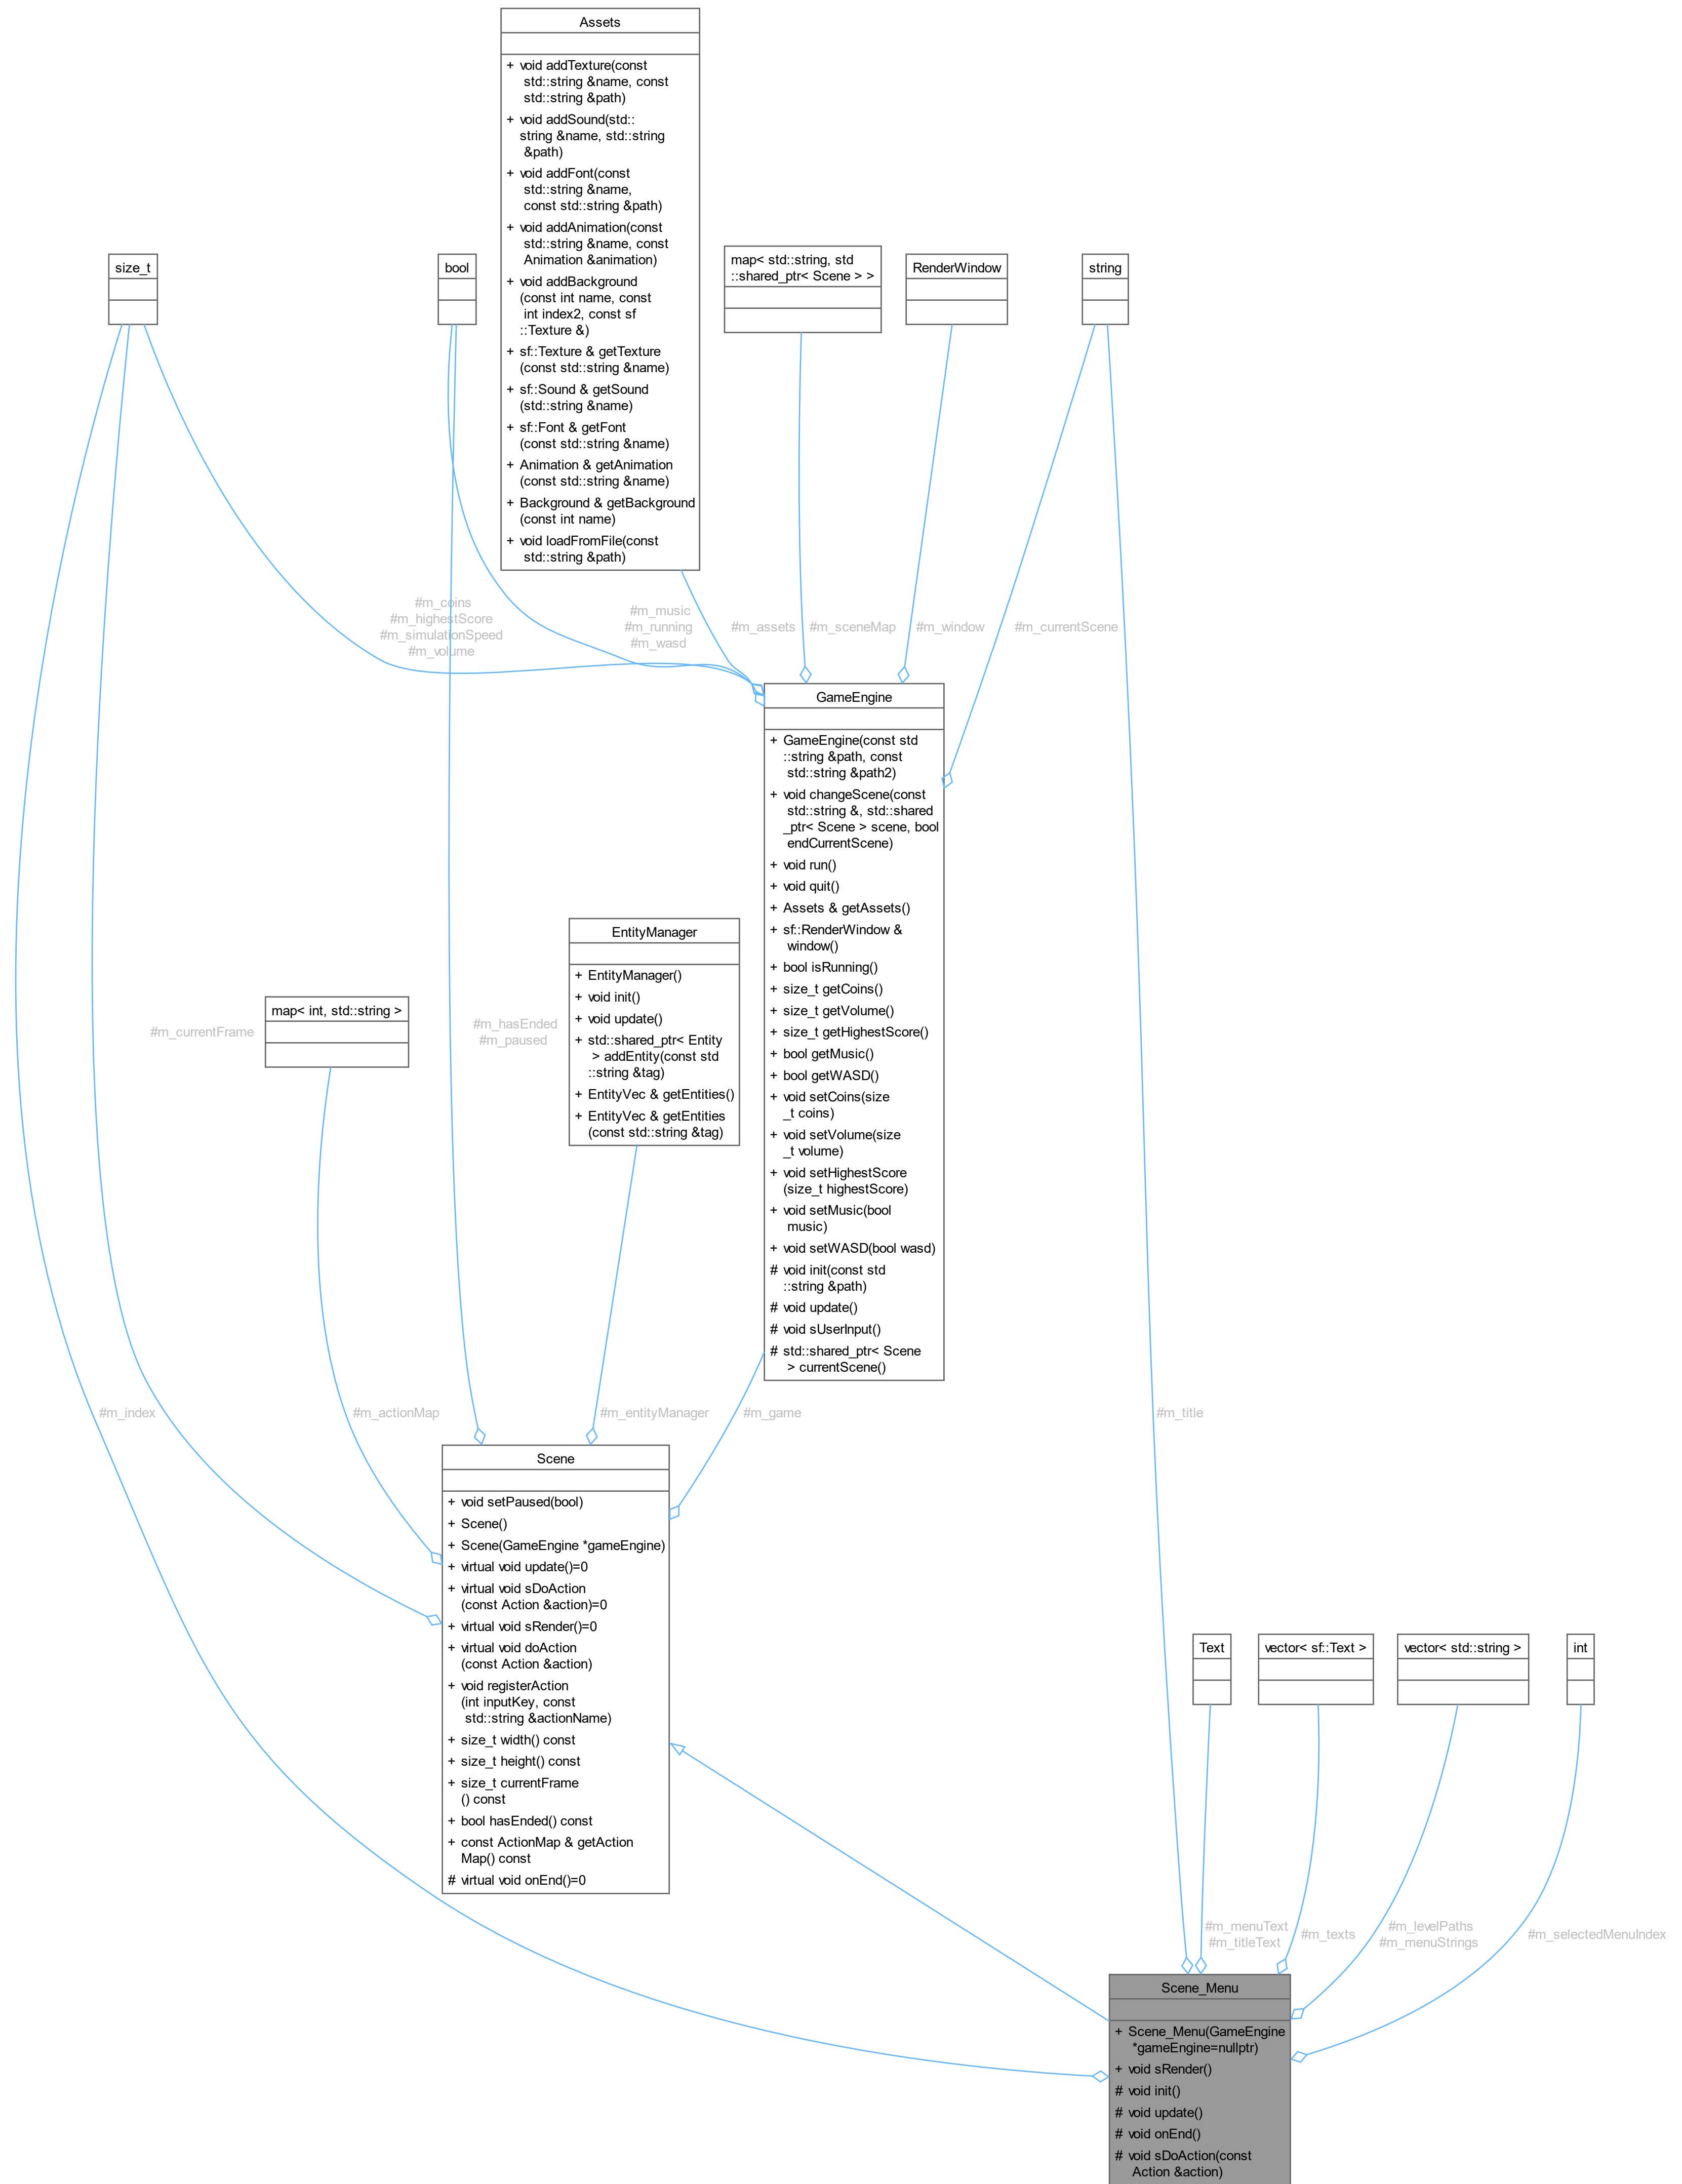 Assets
+ void addTexture(const
std::string &name, const
std::string &path)
+ void addSound(std::
string &name, std::string
&path)
+ void addFont(const
std::string &name,
const std::string &path)
+ void addAnimation(const
std::string &name, const
Animation &animation)
+ void addBackground
(const int name, const
int index2, const sf
::Texture &)
+ sf::Texture & getTexture
(const std::string &name)
+ sf::Sound & getSound
(std::string &name)
+ sf::Font & getFont
(const std::string &name)
+ Animation & getAnimation
(const std::string &name)
+ Background & getBackground
(const int name)
+ void loadFromFile(const
std::string &path)
size_t
bool
map< std::string, std
::shared_ptr< Scene > >
RenderWindow
string
#m_coins
#m_highestScore
#m_simulationSpeed
#m_volume
#m_music
#m_running
#m_wasd
#m_assets
#m_sceneMap
#m_window
#m_currentScene
GameEngine
+ GameEngine(const std
::string &path, const
std::string &path2)
+ void changeScene(const
std::string &, std::shared
_ptr< Scene > scene, bool
endCurrentScene)
+ void run()
+ void quit()
+ Assets & getAssets()
+ sf::RenderWindow &
window()
+ bool isRunning()
+ size_t getCoins()
+ size_t getVolume()
+ size_t getHighestScore()
+ bool getMusic()
+ bool getWASD()
+ void setCoins(size
_t coins)
+ void setVolume(size
_t volume)
+ void setHighestScore
(size_t highestScore)
+ void setMusic(bool
music)
+ void setWASD(bool wasd)
# void init(const std
::string &path)
# void update()
# void sUserInput()
# std::shared_ptr< Scene
> currentScene()
EntityManager
+ EntityManager()
+ void init()
+ void update()
+ std::shared_ptr< Entity
> addEntity(const std
::string &tag)
+ EntityVec & getEntities()
+ EntityVec & getEntities
(const std::string &tag)
map< int, std::string >
#m_currentFrame
#m_hasEnded
#m_paused
#m_index
#m_actionMap
#m_entityManager
#m_game
#m_title
Scene
+ void setPaused(bool)
+ Scene()
+ Scene(GameEngine *gameEngine)
+ virtual void update()=0
+ virtual void sDoAction
(const Action &action)=0
+ virtual void sRender()=0
+ virtual void doAction
(const Action &action)
+ void registerAction
(int inputKey, const
std::string &actionName)
+ size_t width() const
+ size_t height() const
+ size_t currentFrame
() const
+ bool hasEnded() const
+ const ActionMap & getAction
Map() const
# virtual void onEnd()=0
Text
vector< sf::Text >
vector< std::string >
int
#m_menuText
#m_titleText
#m_texts
#m_levelPaths
#m_menuStrings
#m_selectedMenuIndex
Scene_Menu
+ Scene_Menu(GameEngine
*gameEngine=nullptr)
+ void sRender()
# void init()
# void update()
# void onEnd()
# void sDoAction(const
Action &action)